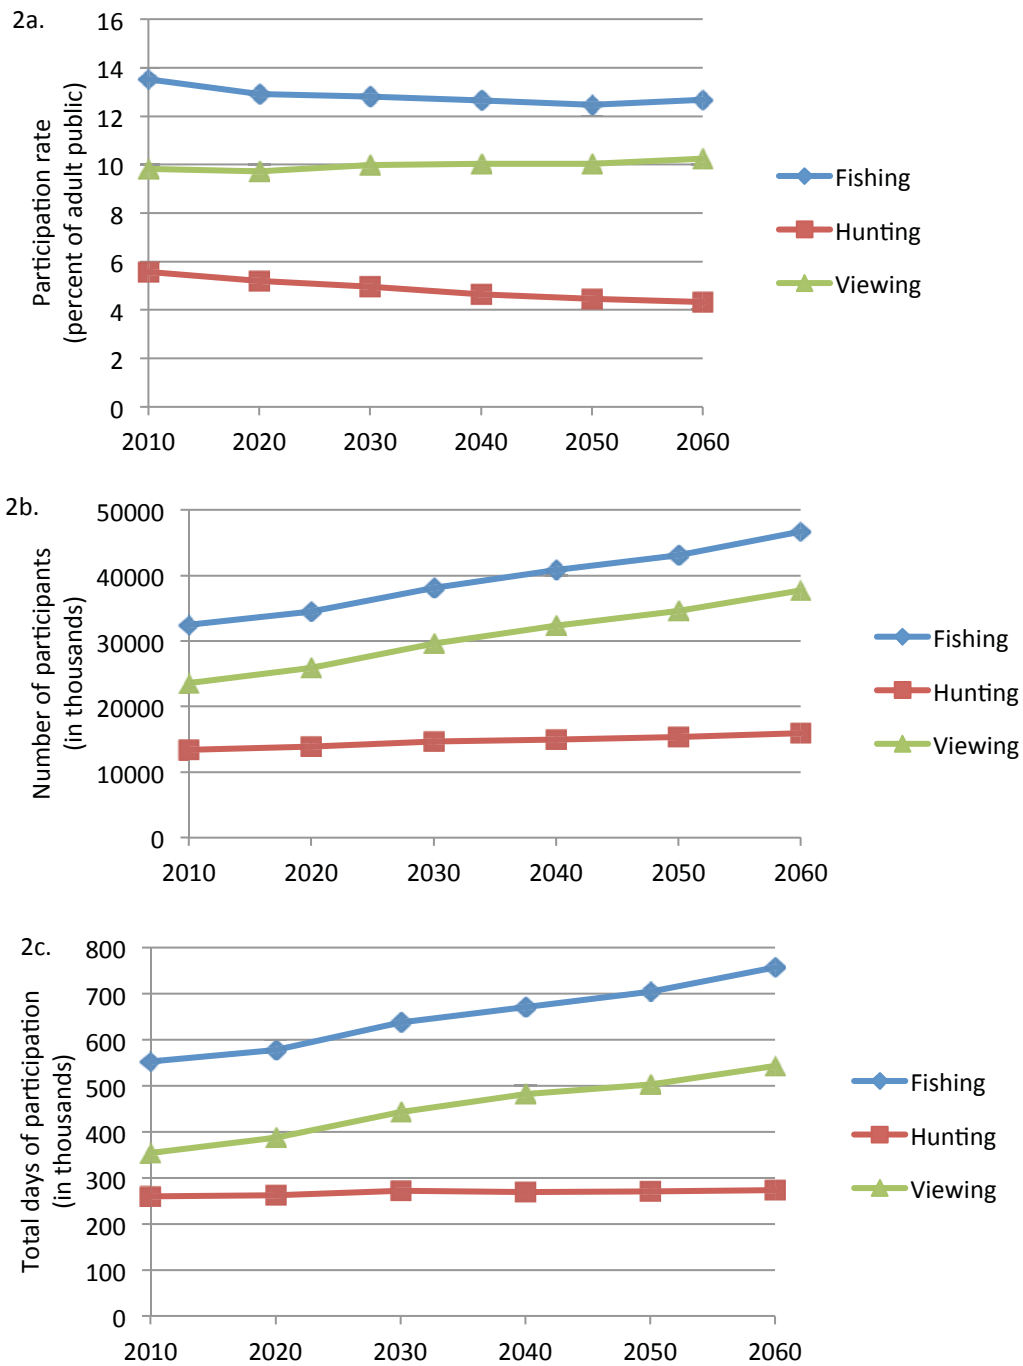 2a.
Participation rate
(percent of adult public)
16
14
12
10
8
6
4
2
0
2010 2020 2030 2040 2050 2060
Fishing
Hunting
Viewing
2b.
Number of participants
(in thousands)
50000
40000
30000
20000
10000
0
2010 2020 2030 2040 2050 2060
Fishing
Hunting
Viewing
2c.
Total days of participation
(in thousands)
800
700
600
500
400
300
200
100
0
2010 2020 2030 2040 2050 2060
Fishing
Hunting
Viewing